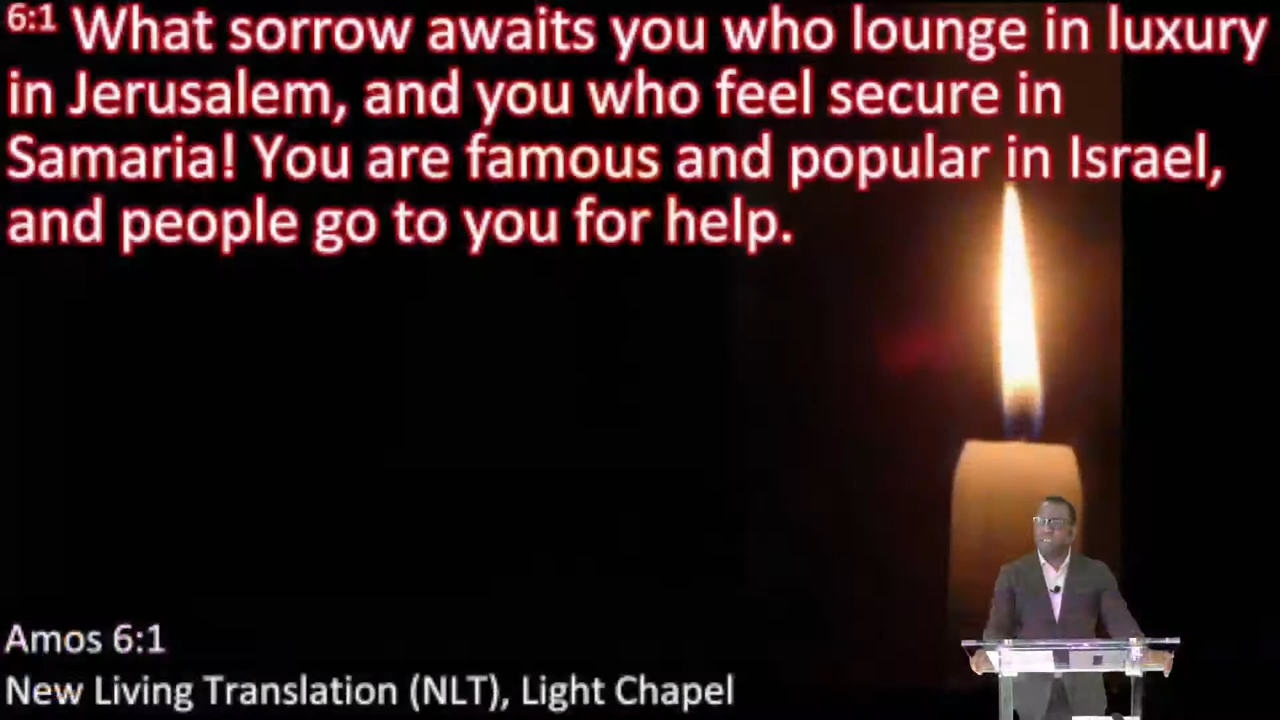 6:1 What sorrow awaits you who lounge in luxury
in Jerusalem, and you who feel secure in
Samaria! You are famous and popular in Israel,
and people go to you for help.
Amos 6:1
New Living Translation (NLT), Light Chapel